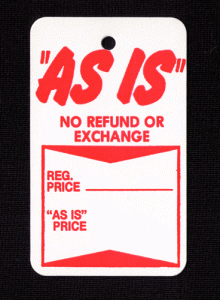 "AS IS"
NO REFUND OR
EXCHANGE
REG.
PRICE
"AS IS"
PRICE